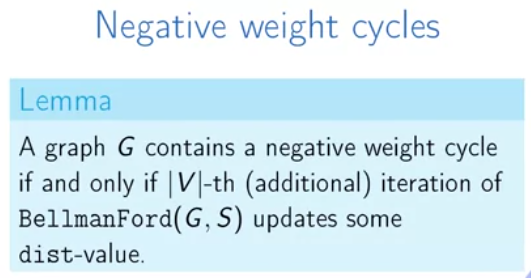 Negative weight cycles
Lemma
A graph G contains a negative weight cycle
if and only if |V|-th (additional) iteration of
BellmanFord(G, S) updates some
dist-value.